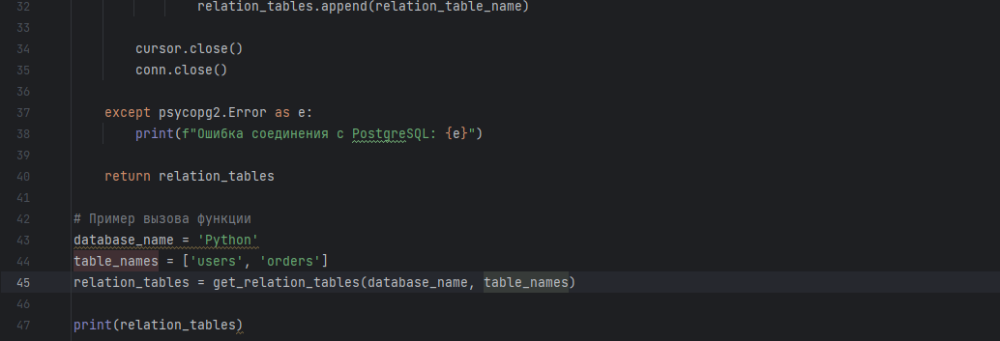 32 relation_tables.append(relation_table_name)
33
34 cursor.close()
35 conn.close()
36
37 except psycopg2.Error as e:
38 print(f"Ошибка соединения с PostgreSQL: {e}")
39
40 return relation_tables
41
42 # Пример вызова функции
43 database_name = 'Python'
44 table_names = ['users', 'orders']
45 relation_tables = get_relation_tables(database_name, table_names)
46
47 print(relation_tables)